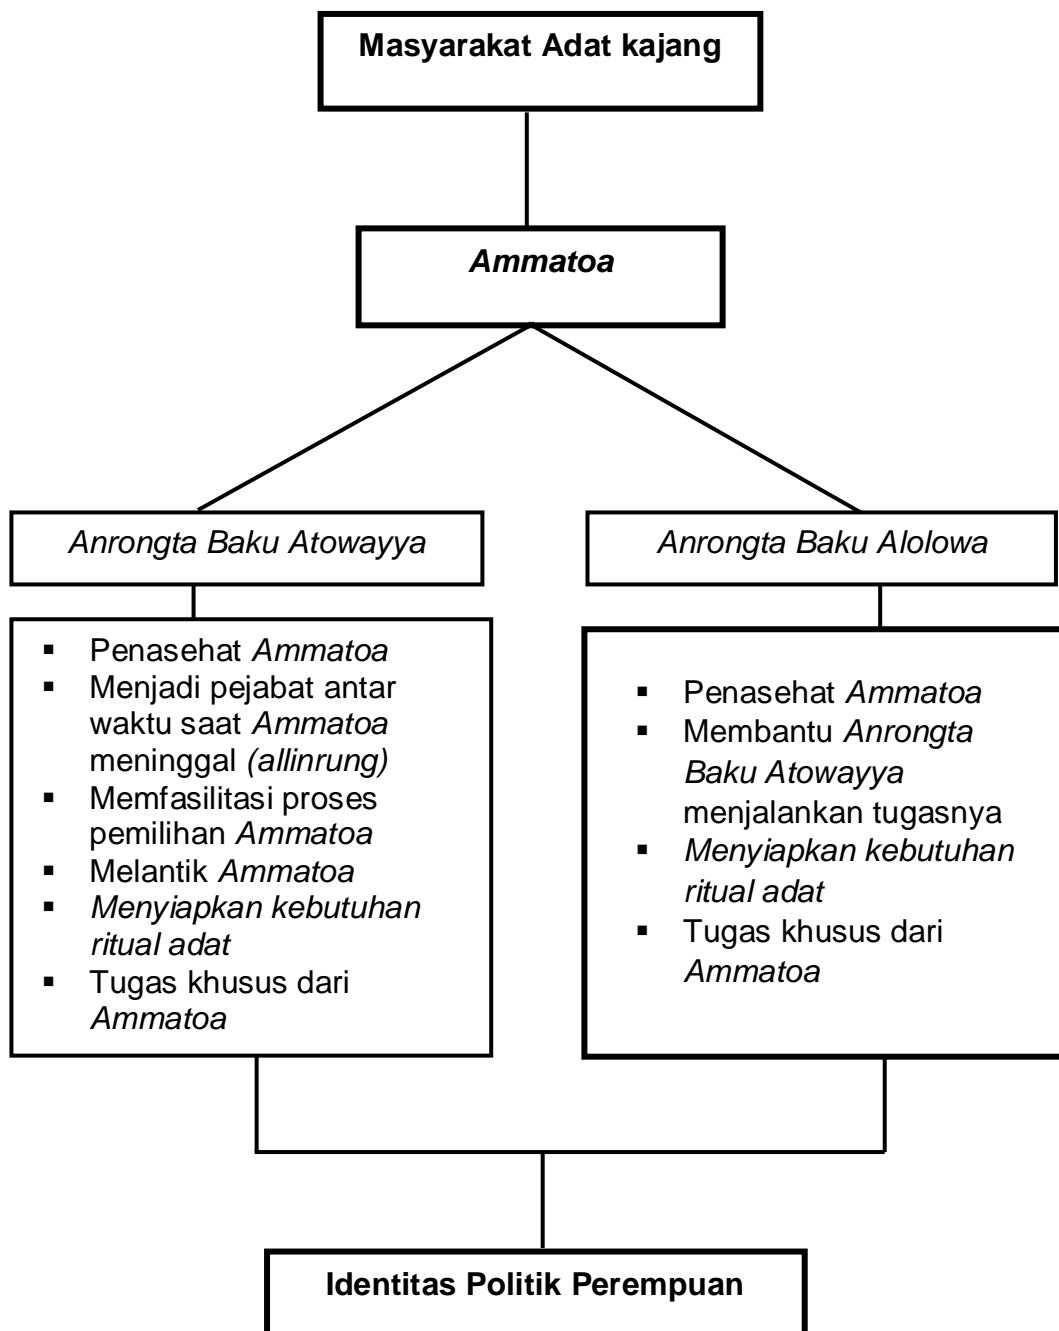 Masyarakat Adat kajang
Ammatoa
Anrongta Baku Atowayya
▪ Penasehat Ammatoa
▪ Menjadi pejabat antar
waktu saat Ammatoa
meninggal (allinrung)
▪ Memfasilitasi proses
pemilihan Ammatoa
▪ Melantik Ammatoa
▪ Menyiapkan kebutuhan
ritual adat
▪ Tugas khusus dari
Ammatoa
Anrongta Baku Alolowa
▪ Penasehat Ammatoa
▪ Membantu Anrongta
Baku Atowayya
menjalankan tugasnya
▪ Menyiapkan kebutuhan
ritual adat
▪ Tugas khusus dari
Ammatoa
Identitas Politik Perempuan